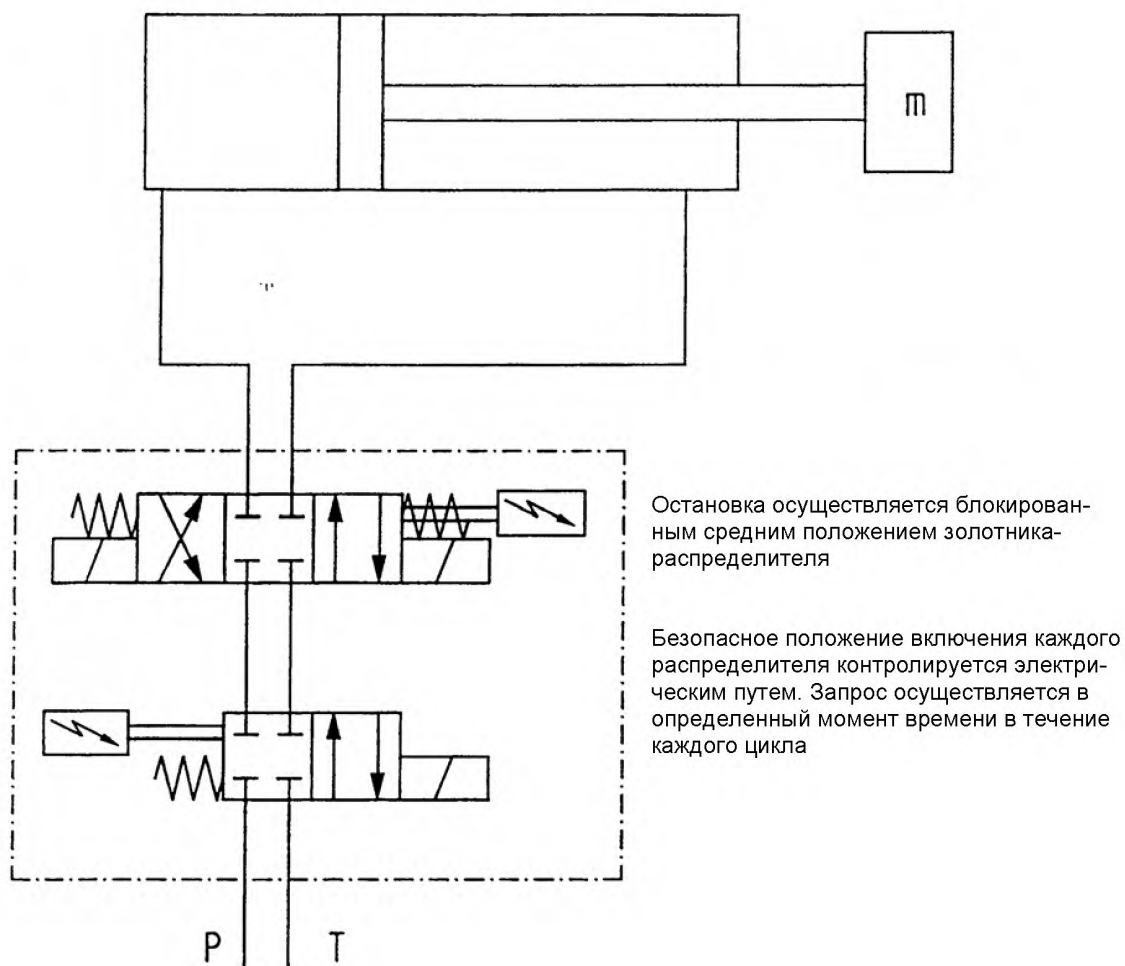 m
Остановка осуществляется блокирован-
ным средним положением золотника-
распределителя
Безопасное положение включения каждого
распределителя контролируется электри-
ческим путем. Запрос осуществляется в
определенный момент времени в течение
каждого цикла
P T